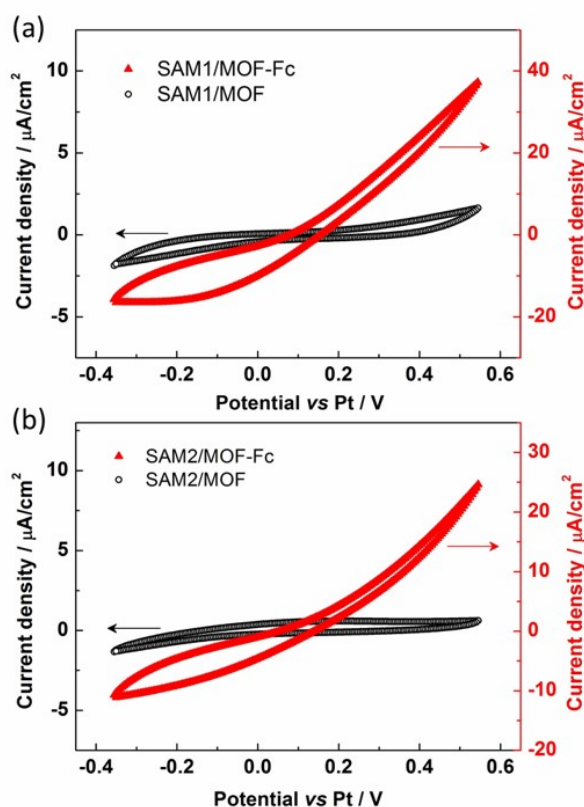 (a)
SAM1/MOF-Fc
SAM1/MOF
10
5
0
-5
40
20
0
-20
Current density / μA/cm²
Current density / μA/cm²
-0.4 -0.2 0.0 0.2 0.4 0.6
Potential vs Pt / V
(b)
SAM2/MOF-Fc
SAM2/MOF
10
5
0
-5
30
20
10
0
-10
-20
Current density / μA/cm²
Current density / μA/cm²
-0.4 -0.2 0.0 0.2 0.4 0.6
Potential vs Pt / V